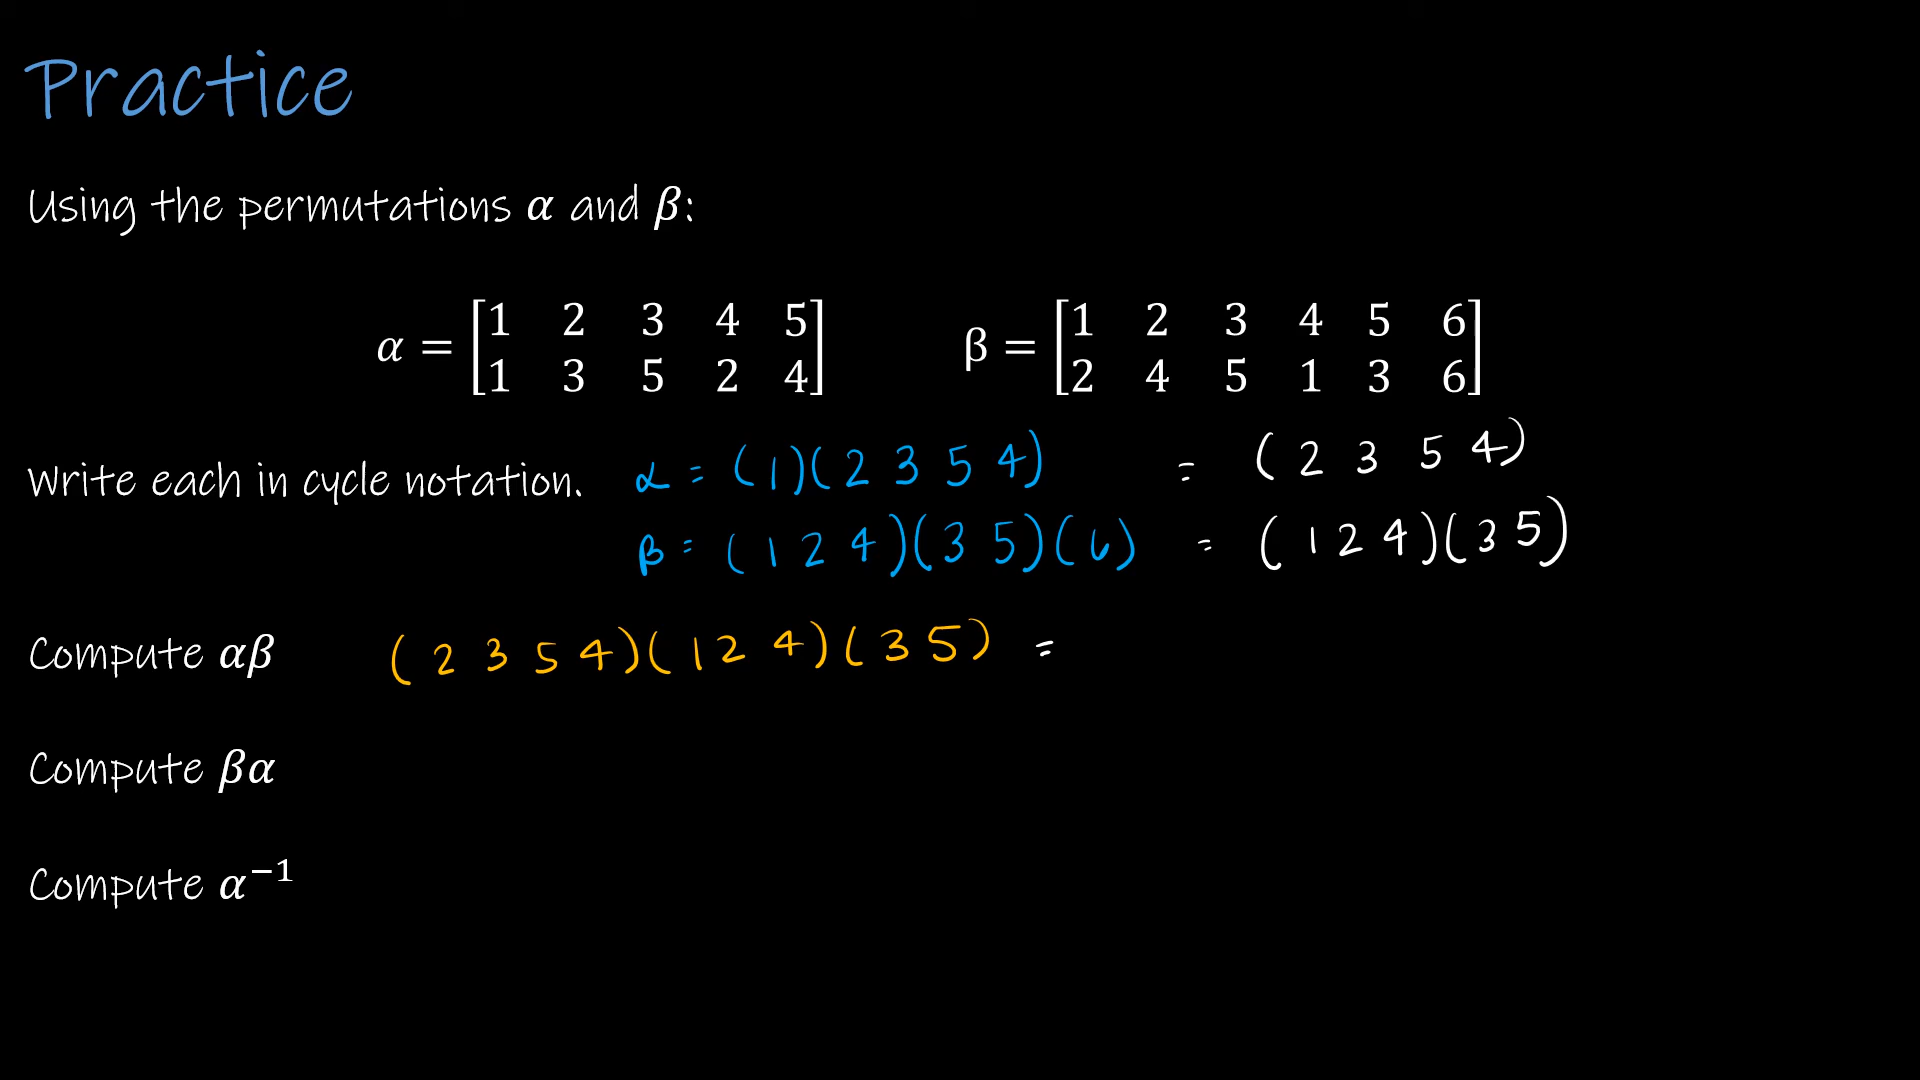 Practice
Using the permutations α and β:
α = [1 2 3 4 5
1 3 5 2 4]
β = [1 2 3 4 5 6
2 4 5 1 3 6]
Write each in cycle notation. α = (1)(2 3 5 4) = (2 3 5 4)
β = (1 2 4)(3 5)(6) = (1 2 4)(3 5)
Compute αβ (2 3 5 4)(1 2 4)(3 5) =
Compute βα
Compute α⁻¹